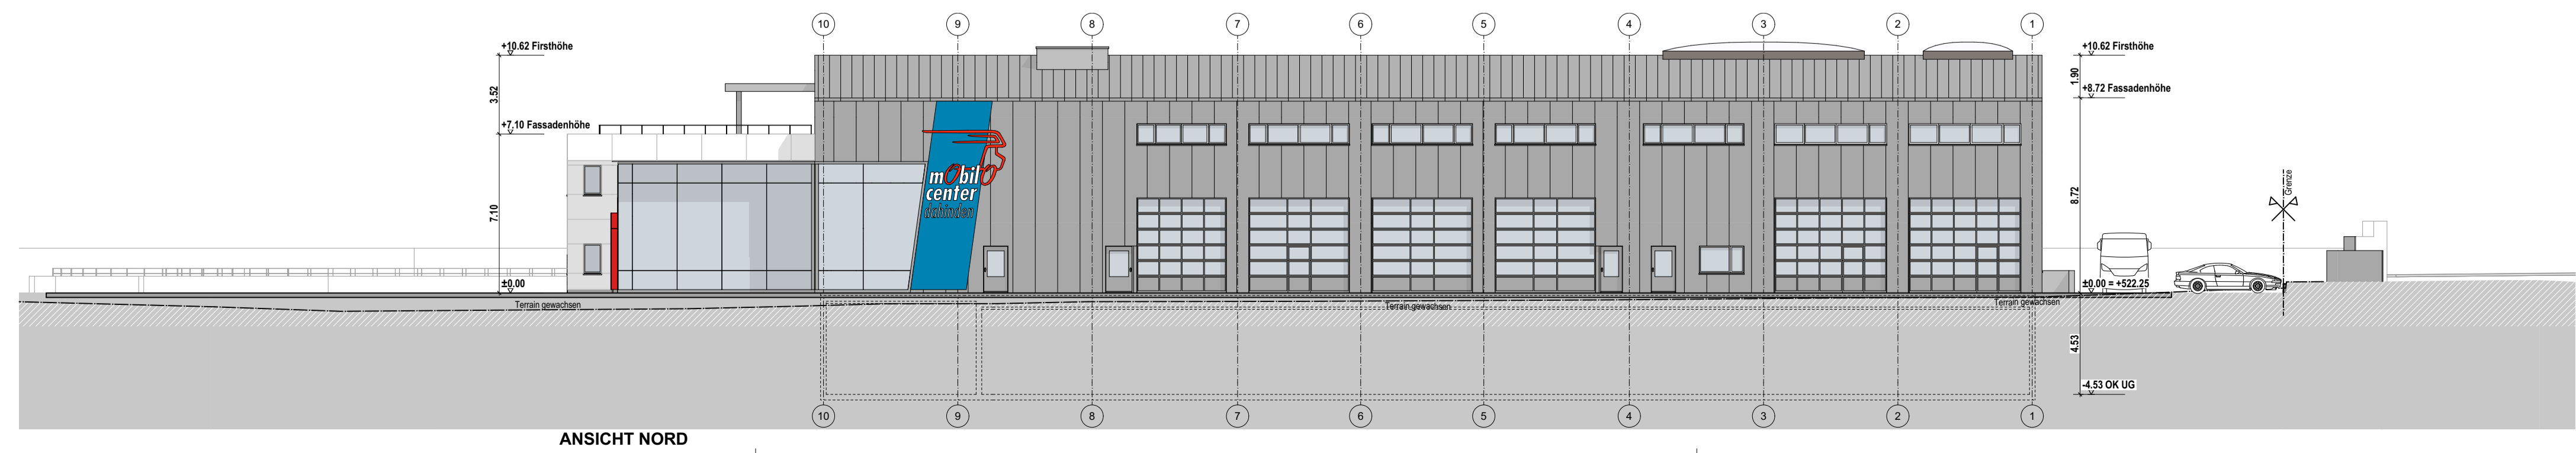 10 9 8 7 6 5 4 3 2 1
+10.62 Firsthöhe
3.52
+7.10 Fassadenhöhe
7.10
±0.00
Terrain gewachsen
mobil
center
dahinden
Terrain gewachsen
Terrain gewachsen
+10.62 Firsthöhe
1.90
+8.72 Fassadenhöhe
8.72
±0.00 = +522.25
4.53
-4.53 OK UG
Grenze
10 9 8 7 6 5 4 3 2 1
ANSICHT NORD